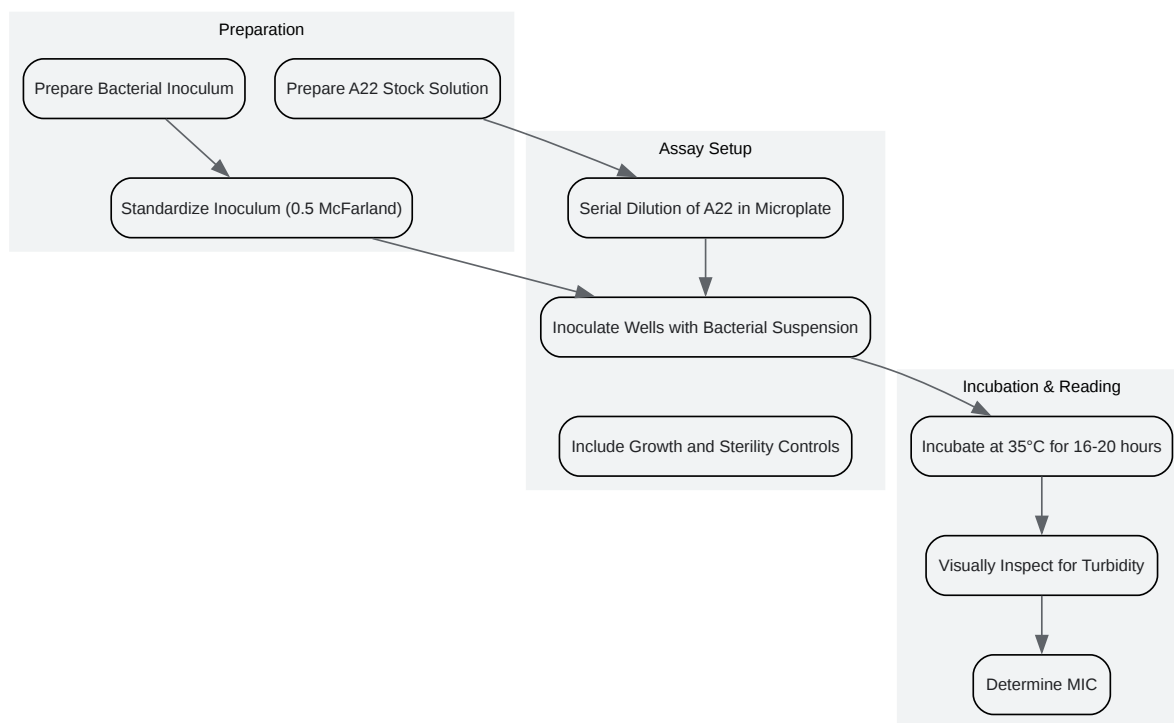 Preparation
Prepare Bacterial Inoculum
Prepare A22 Stock Solution
Standardize Inoculum (0.5 McFarland)
Assay Setup
Serial Dilution of A22 in Microplate
Inoculate Wells with Bacterial Suspension
Include Growth and Sterility Controls
Incubation & Reading
Incubate at 35°C for 16-20 hours
Visually Inspect for Turbidity
Determine MIC